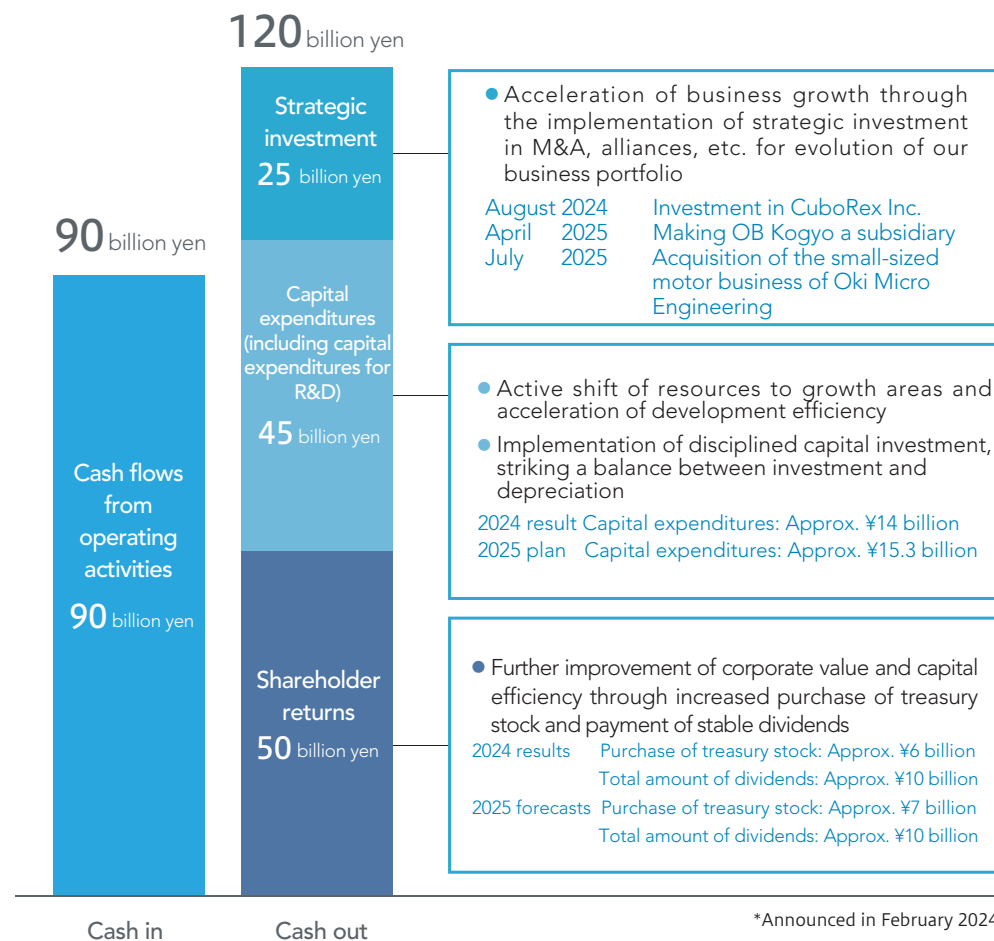 120 billion yen
Strategic
investment
25 billion yen
90 billion yen
Capital
expenditures
(including capital
expenditures for
R&D)
45 billion yen
Cash flows
from
operating
activities
90 billion yen
Shareholder
returns
50 billion yen
● Acceleration of business growth through
the implementation of strategic investment
in M&A, alliances, etc. for evolution of our
business portfolio
August 2024 Investment in CuboRex Inc.
April 2025 Making OB Kogyo a subsidiary
July 2025 Acquisition of the small-sized
motor business of Oki Micro
Engineering
● Active shift of resources to growth areas and
acceleration of development efficiency
● Implementation of disciplined capital investment,
striking a balance between investment and
depreciation
2024 result Capital expenditures: Approx. ¥14 billion
2025 plan Capital expenditures: Approx. ¥15.3 billion
● Further improvement of corporate value and capital
efficiency through increased purchase of treasury
stock and payment of stable dividends
2024 results Purchase of treasury stock: Approx. ¥6 billion
Total amount of dividends: Approx. ¥10 billion
2025 forecasts Purchase of treasury stock: Approx. ¥7 billion
Total amount of dividends: Approx. ¥10 billion
Cash in
Cash out
*Announced in February 2024